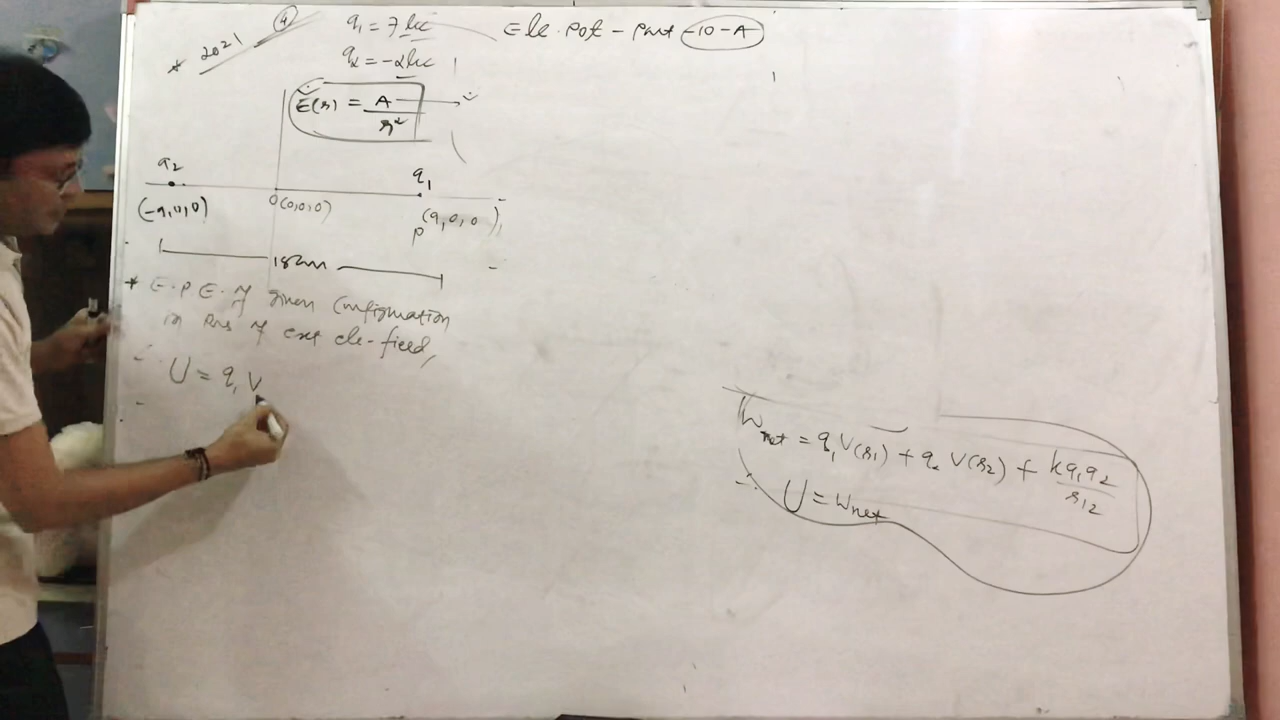 * 2021 (4) q₁ = 7μc Ele. Pot - Part -10-A
q₂ = -2μc
E(r) = A/r²
q₂ q₁
(-9,0,0) O(0,0,0) P(9,0,0)
18cm
* E.P.E. of given Configuration
in Pres of ext ele-field,
∴ U = q₁ V
W_net = q₁V(r₁) + q₂ V(r₂) + kq₁q₂/r₁₂
∴ U = W_net